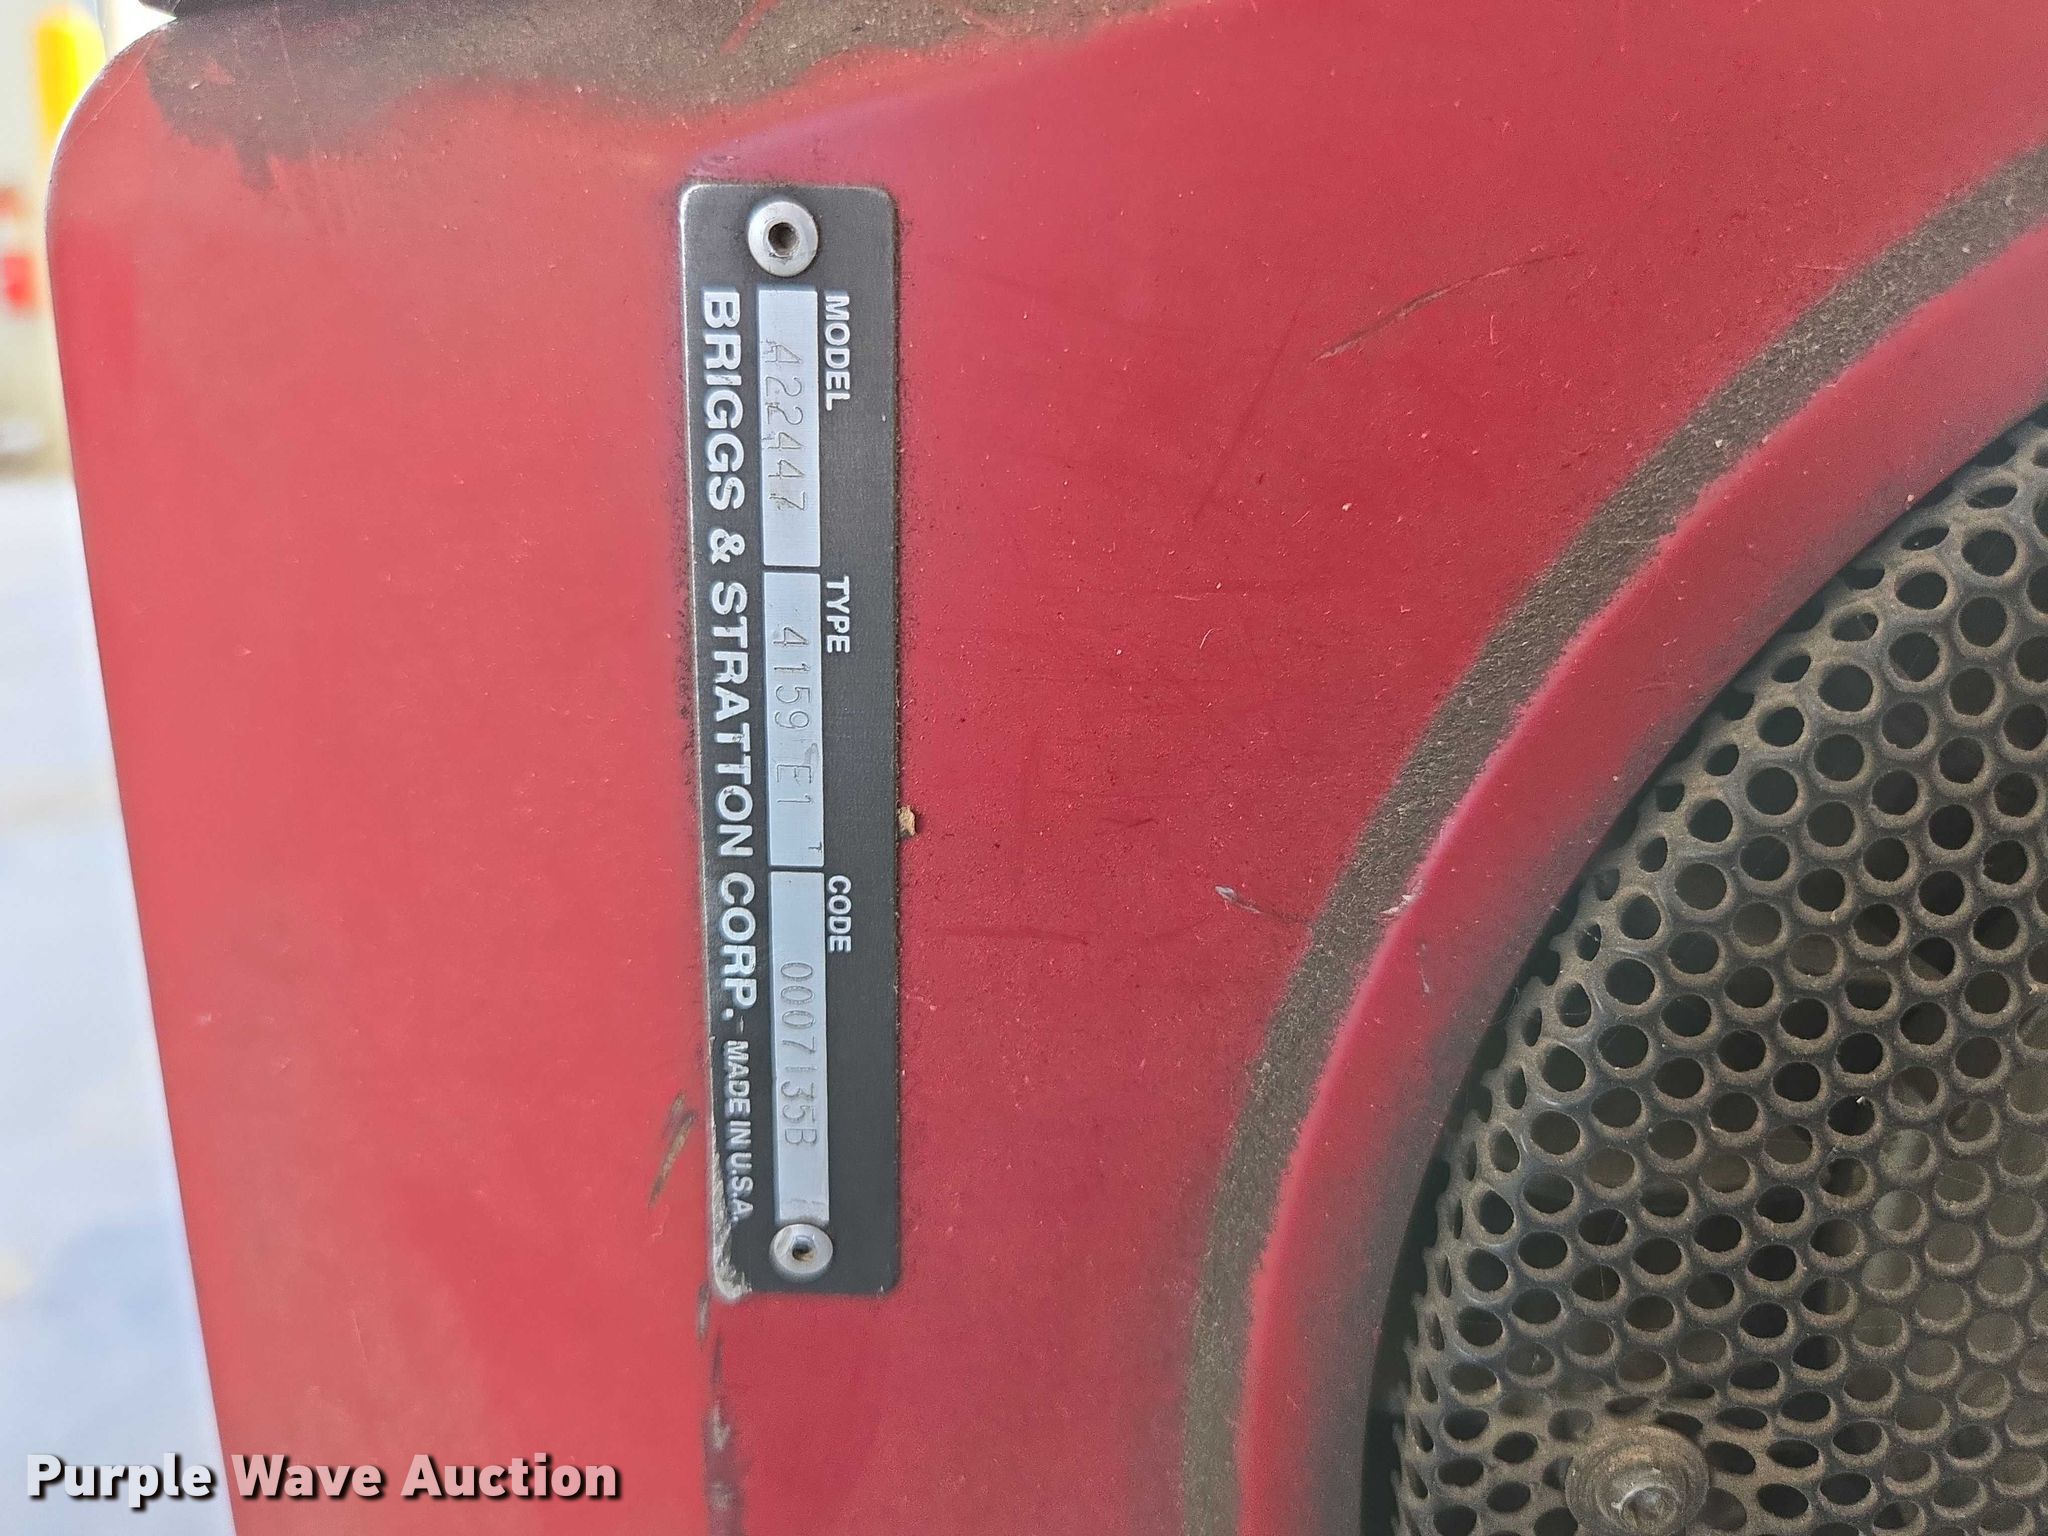 MODEL TYPE CODE
422447 4159 E1 0007135B
BRIGGS & STRATTON CORP. - MADE IN U.S.A.
Purple Wave Auction